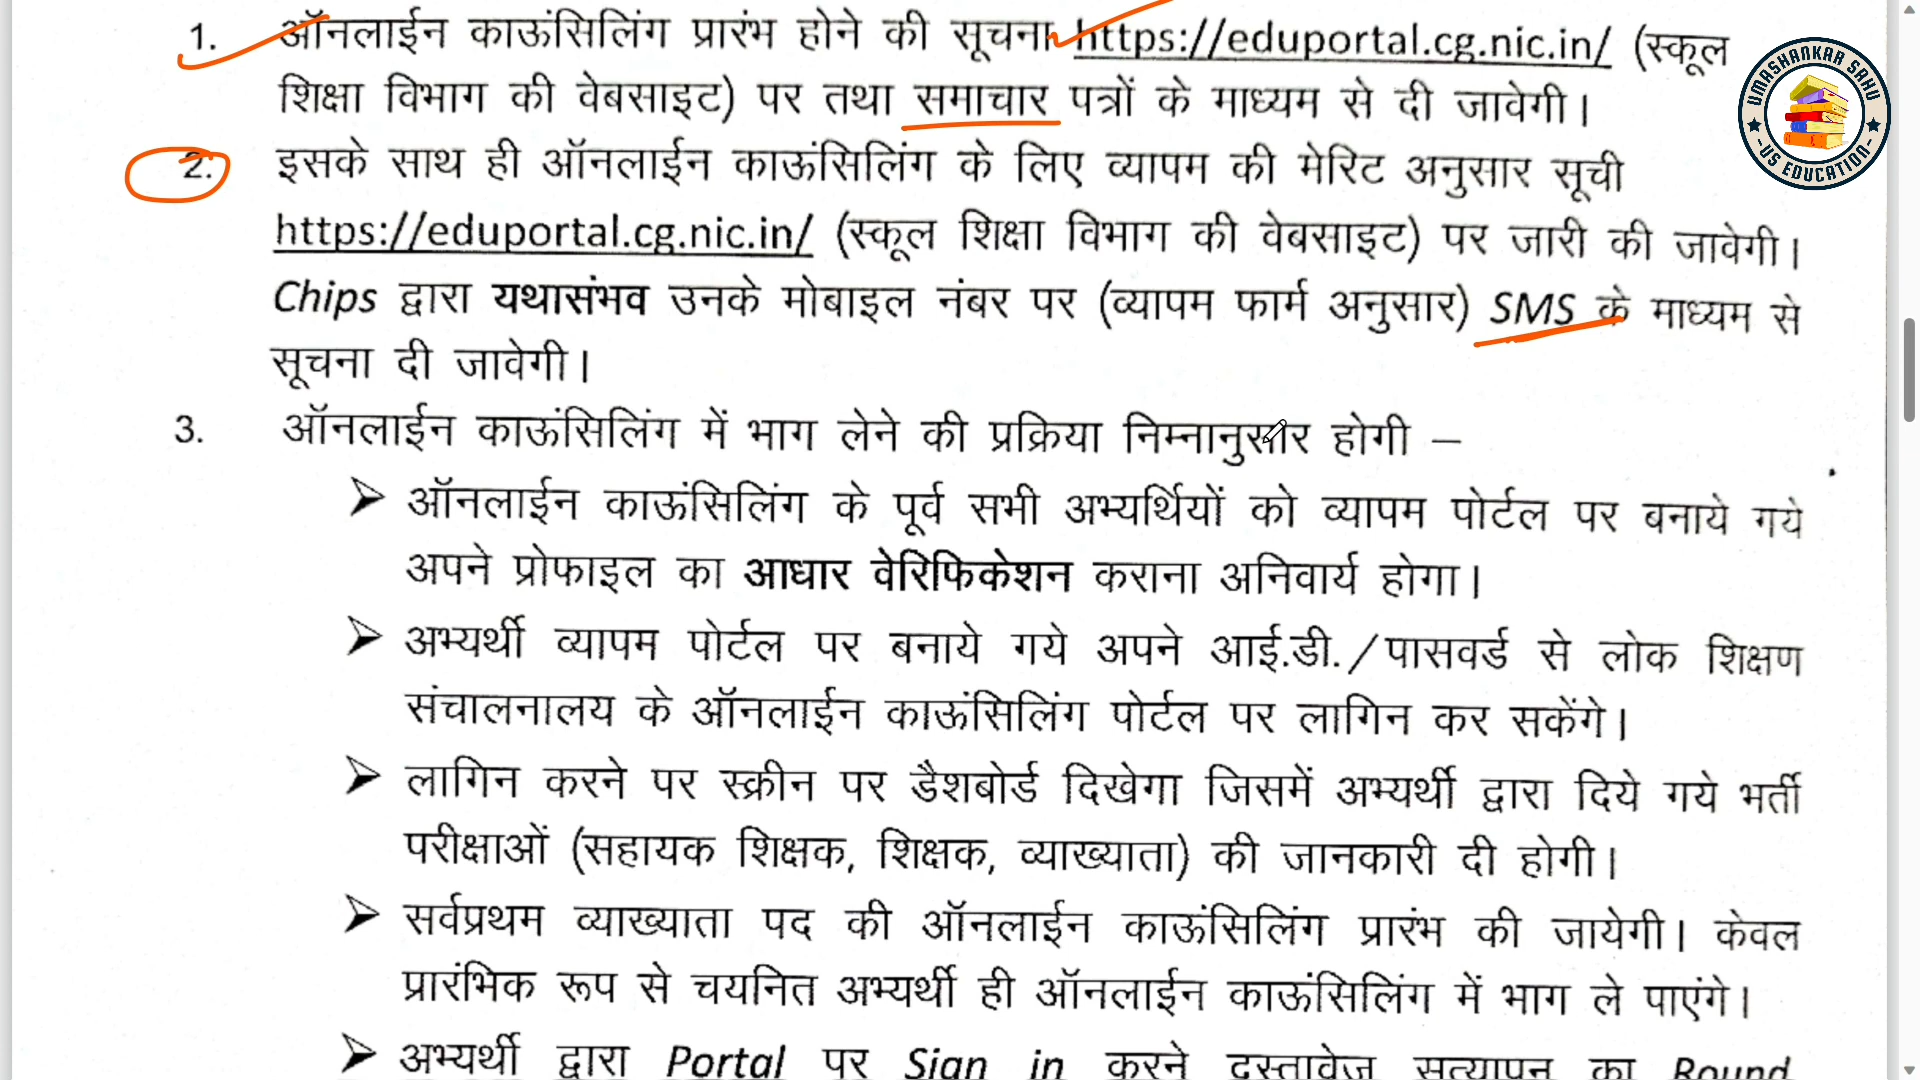 1. ऑनलाईन काऊंसिलिंग प्रारंभ होने की सूचना https://eduportal.cg.nic.in/ (स्कूल
शिक्षा विभाग की वेबसाइट) पर तथा समाचार पत्रों के माध्यम से दी जावेगी।
2. इसके साथ ही ऑनलाईन काऊंसिलिंग के लिए व्यापम की मेरिट अनुसार सूची
https://eduportal.cg.nic.in/ (स्कूल शिक्षा विभाग की वेबसाइट) पर जारी की जावेगी।
Chips द्वारा यथासंभव उनके मोबाइल नंबर पर (व्यापम फार्म अनुसार) SMS के माध्यम से
सूचना दी जावेगी।
3. ऑनलाईन काऊंसिलिंग में भाग लेने की प्रक्रिया निम्नानुसार होगी –
➢ ऑनलाईन काऊंसिलिंग के पूर्व सभी अभ्यर्थियों को व्यापम पोर्टल पर बनाये गये
अपने प्रोफाइल का आधार वेरिफिकेशन कराना अनिवार्य होगा।
➢ अभ्यर्थी व्यापम पोर्टल पर बनाये गये अपने आई.डी./पासवर्ड से लोक शिक्षण
संचालनालय के ऑनलाईन काऊंसिलिंग पोर्टल पर लागिन कर सकेंगे।
➢ लागिन करने पर स्क्रीन पर डैशबोर्ड दिखेगा जिसमें अभ्यर्थी द्वारा दिये गये भर्ती
परीक्षाओं (सहायक शिक्षक, शिक्षक, व्याख्याता) की जानकारी दी होगी।
➢ सर्वप्रथम व्याख्याता पद की ऑनलाईन काऊंसिलिंग प्रारंभ की जायेगी। केवल
प्रारंभिक रूप से चयनित अभ्यर्थी ही ऑनलाईन काऊंसिलिंग में भाग ले पाएंगे।
➢ अभ्यर्थी द्वारा Portal पर Sign in करने दस्तावेज सत्यापन का Round
UMASHANKAR SAHU
-US EDUCATION-